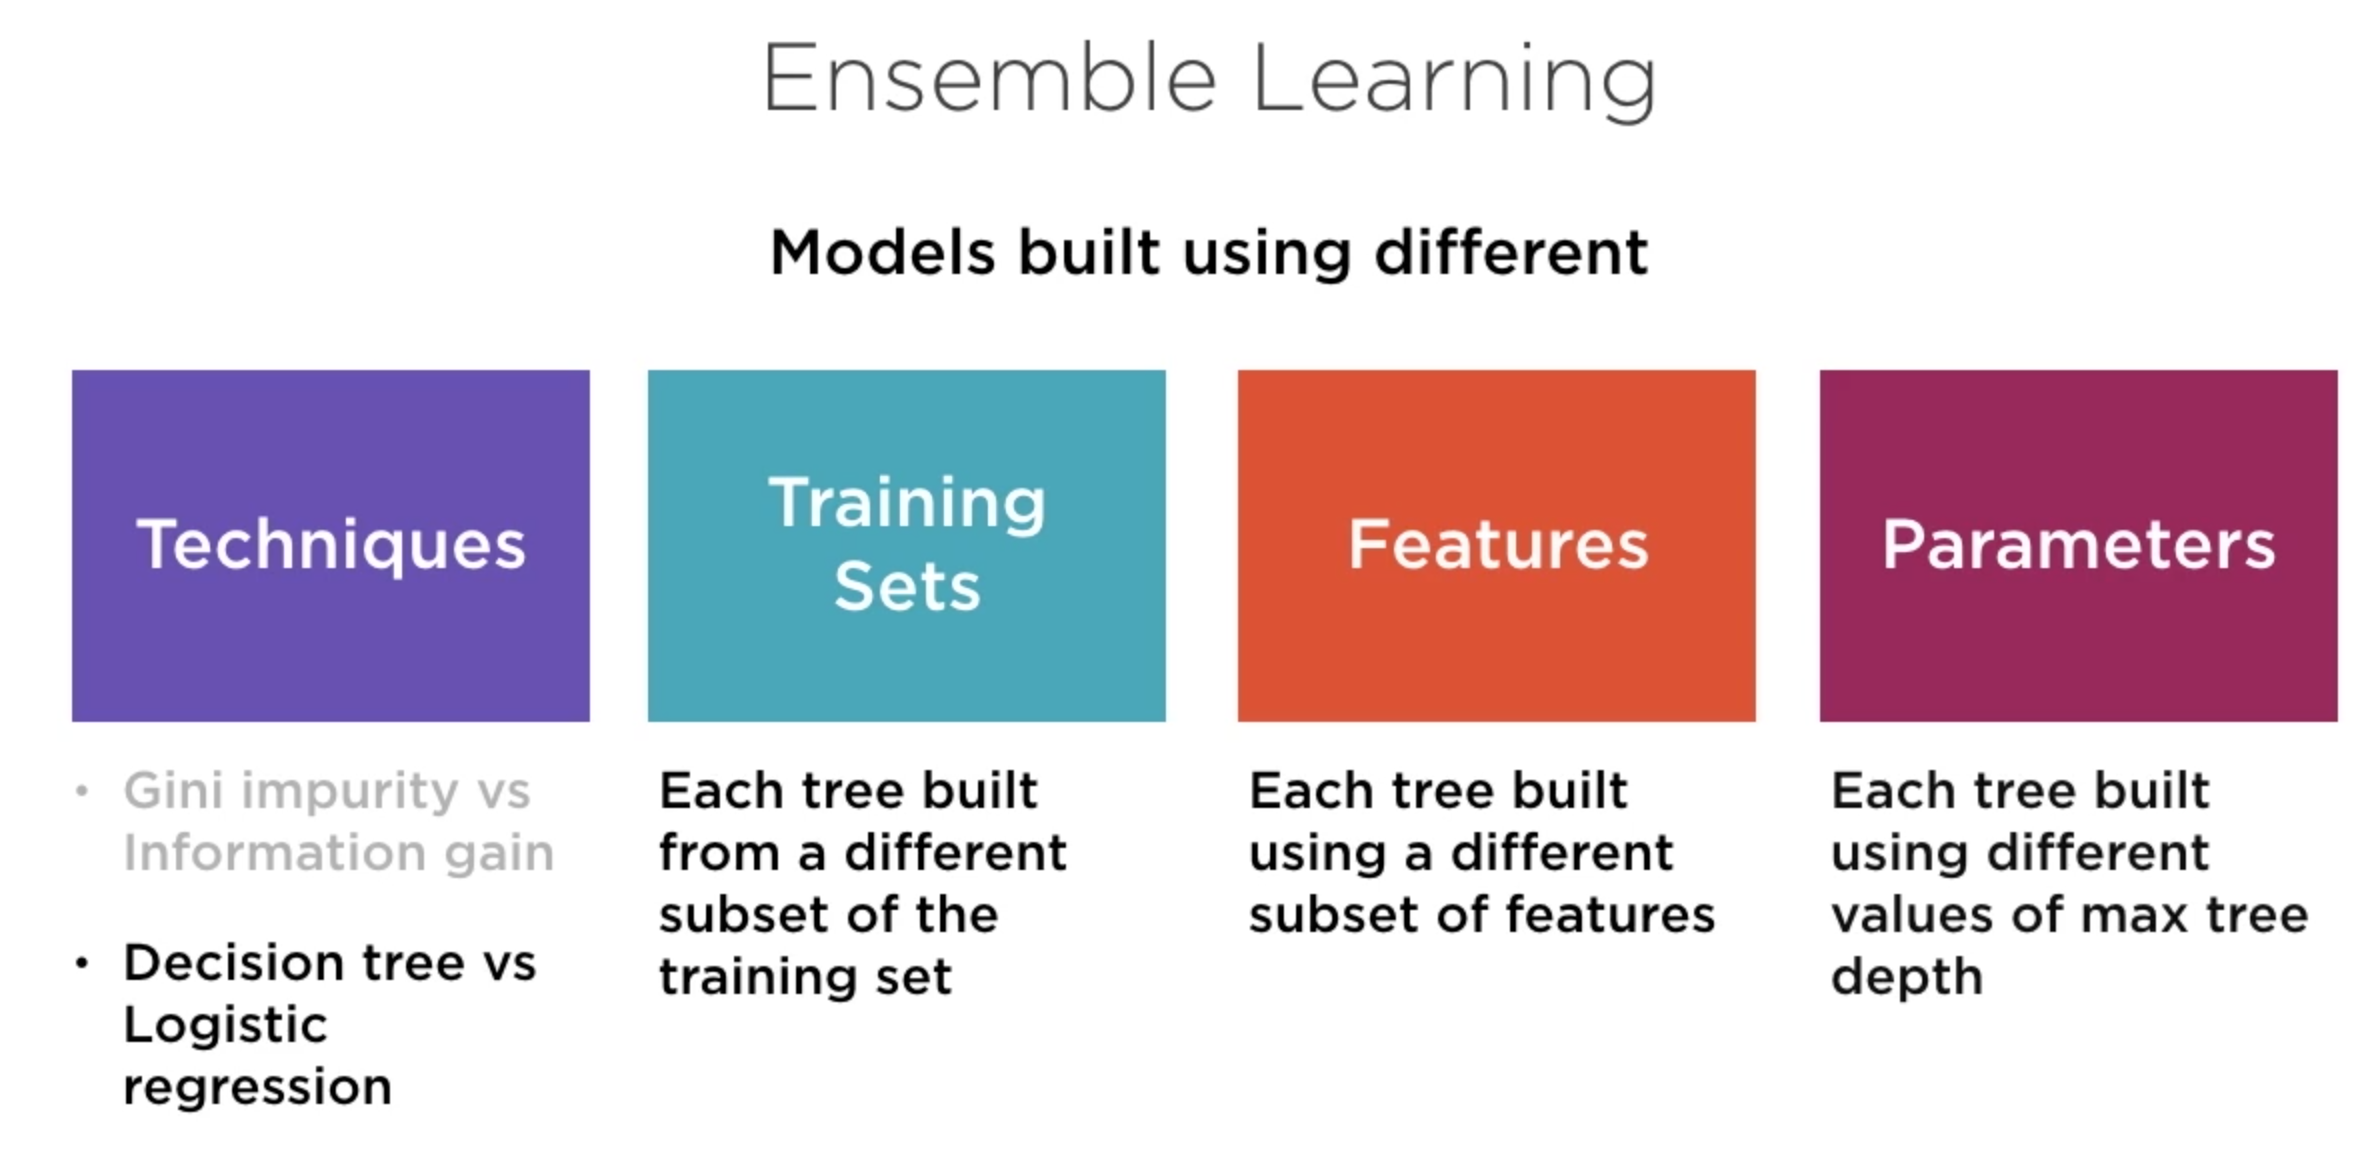 Ensemble Learning
Models built using different
Techniques
Training
Sets
Features
Parameters
• Gini impurity vs
Information gain
• Decision tree vs
Logistic
regression
Each tree built
from a different
subset of the
training set
Each tree built
using a different
subset of features
Each tree built
using different
values of max tree
depth